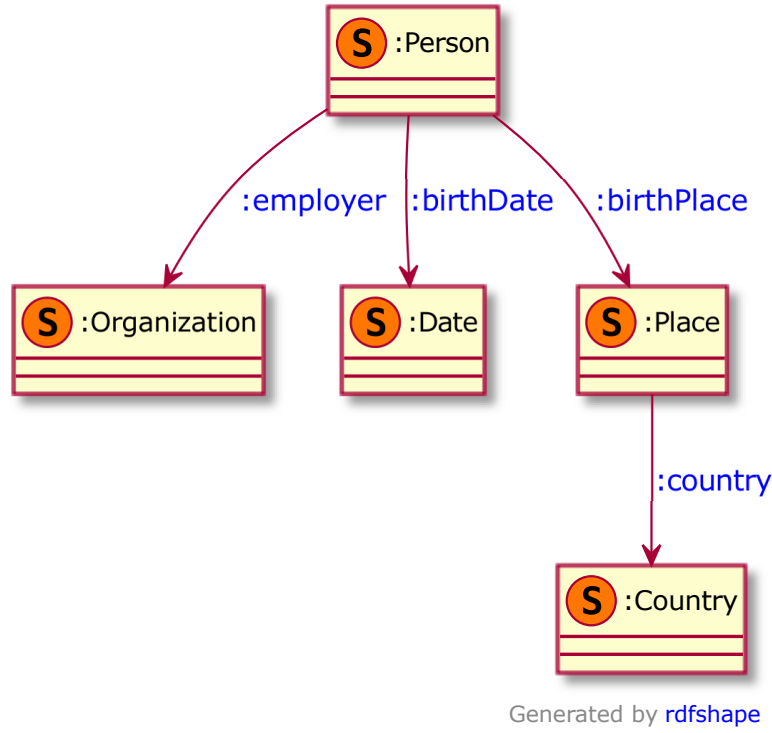 S :Person
:employer :birthDate :birthPlace
S :Organization S :Date S :Place
:country
S :Country
Generated by rdfshape